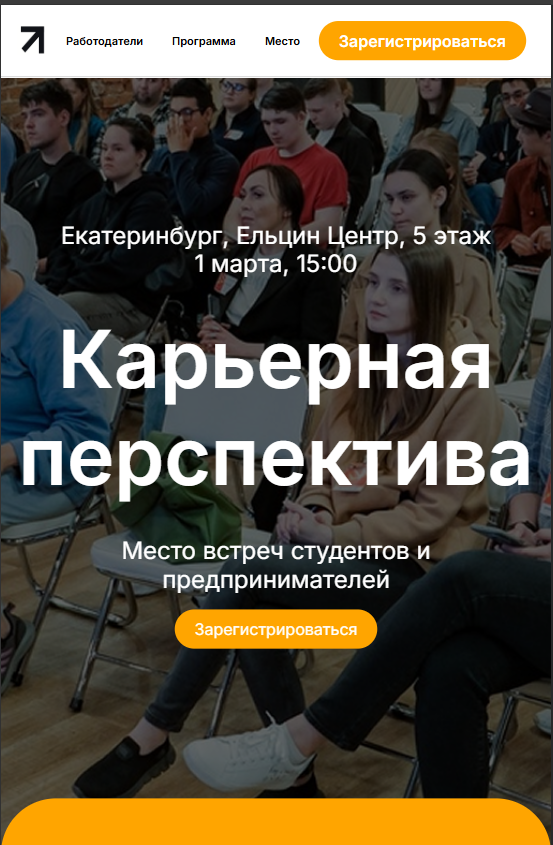 Работодатели Программа Место Зарегистрироваться
Екатеринбург, Ельцин Центр, 5 этаж
1 марта, 15:00
Карьерная
перспектива
Место встреч студентов и
предпринимателей
Зарегистрироваться